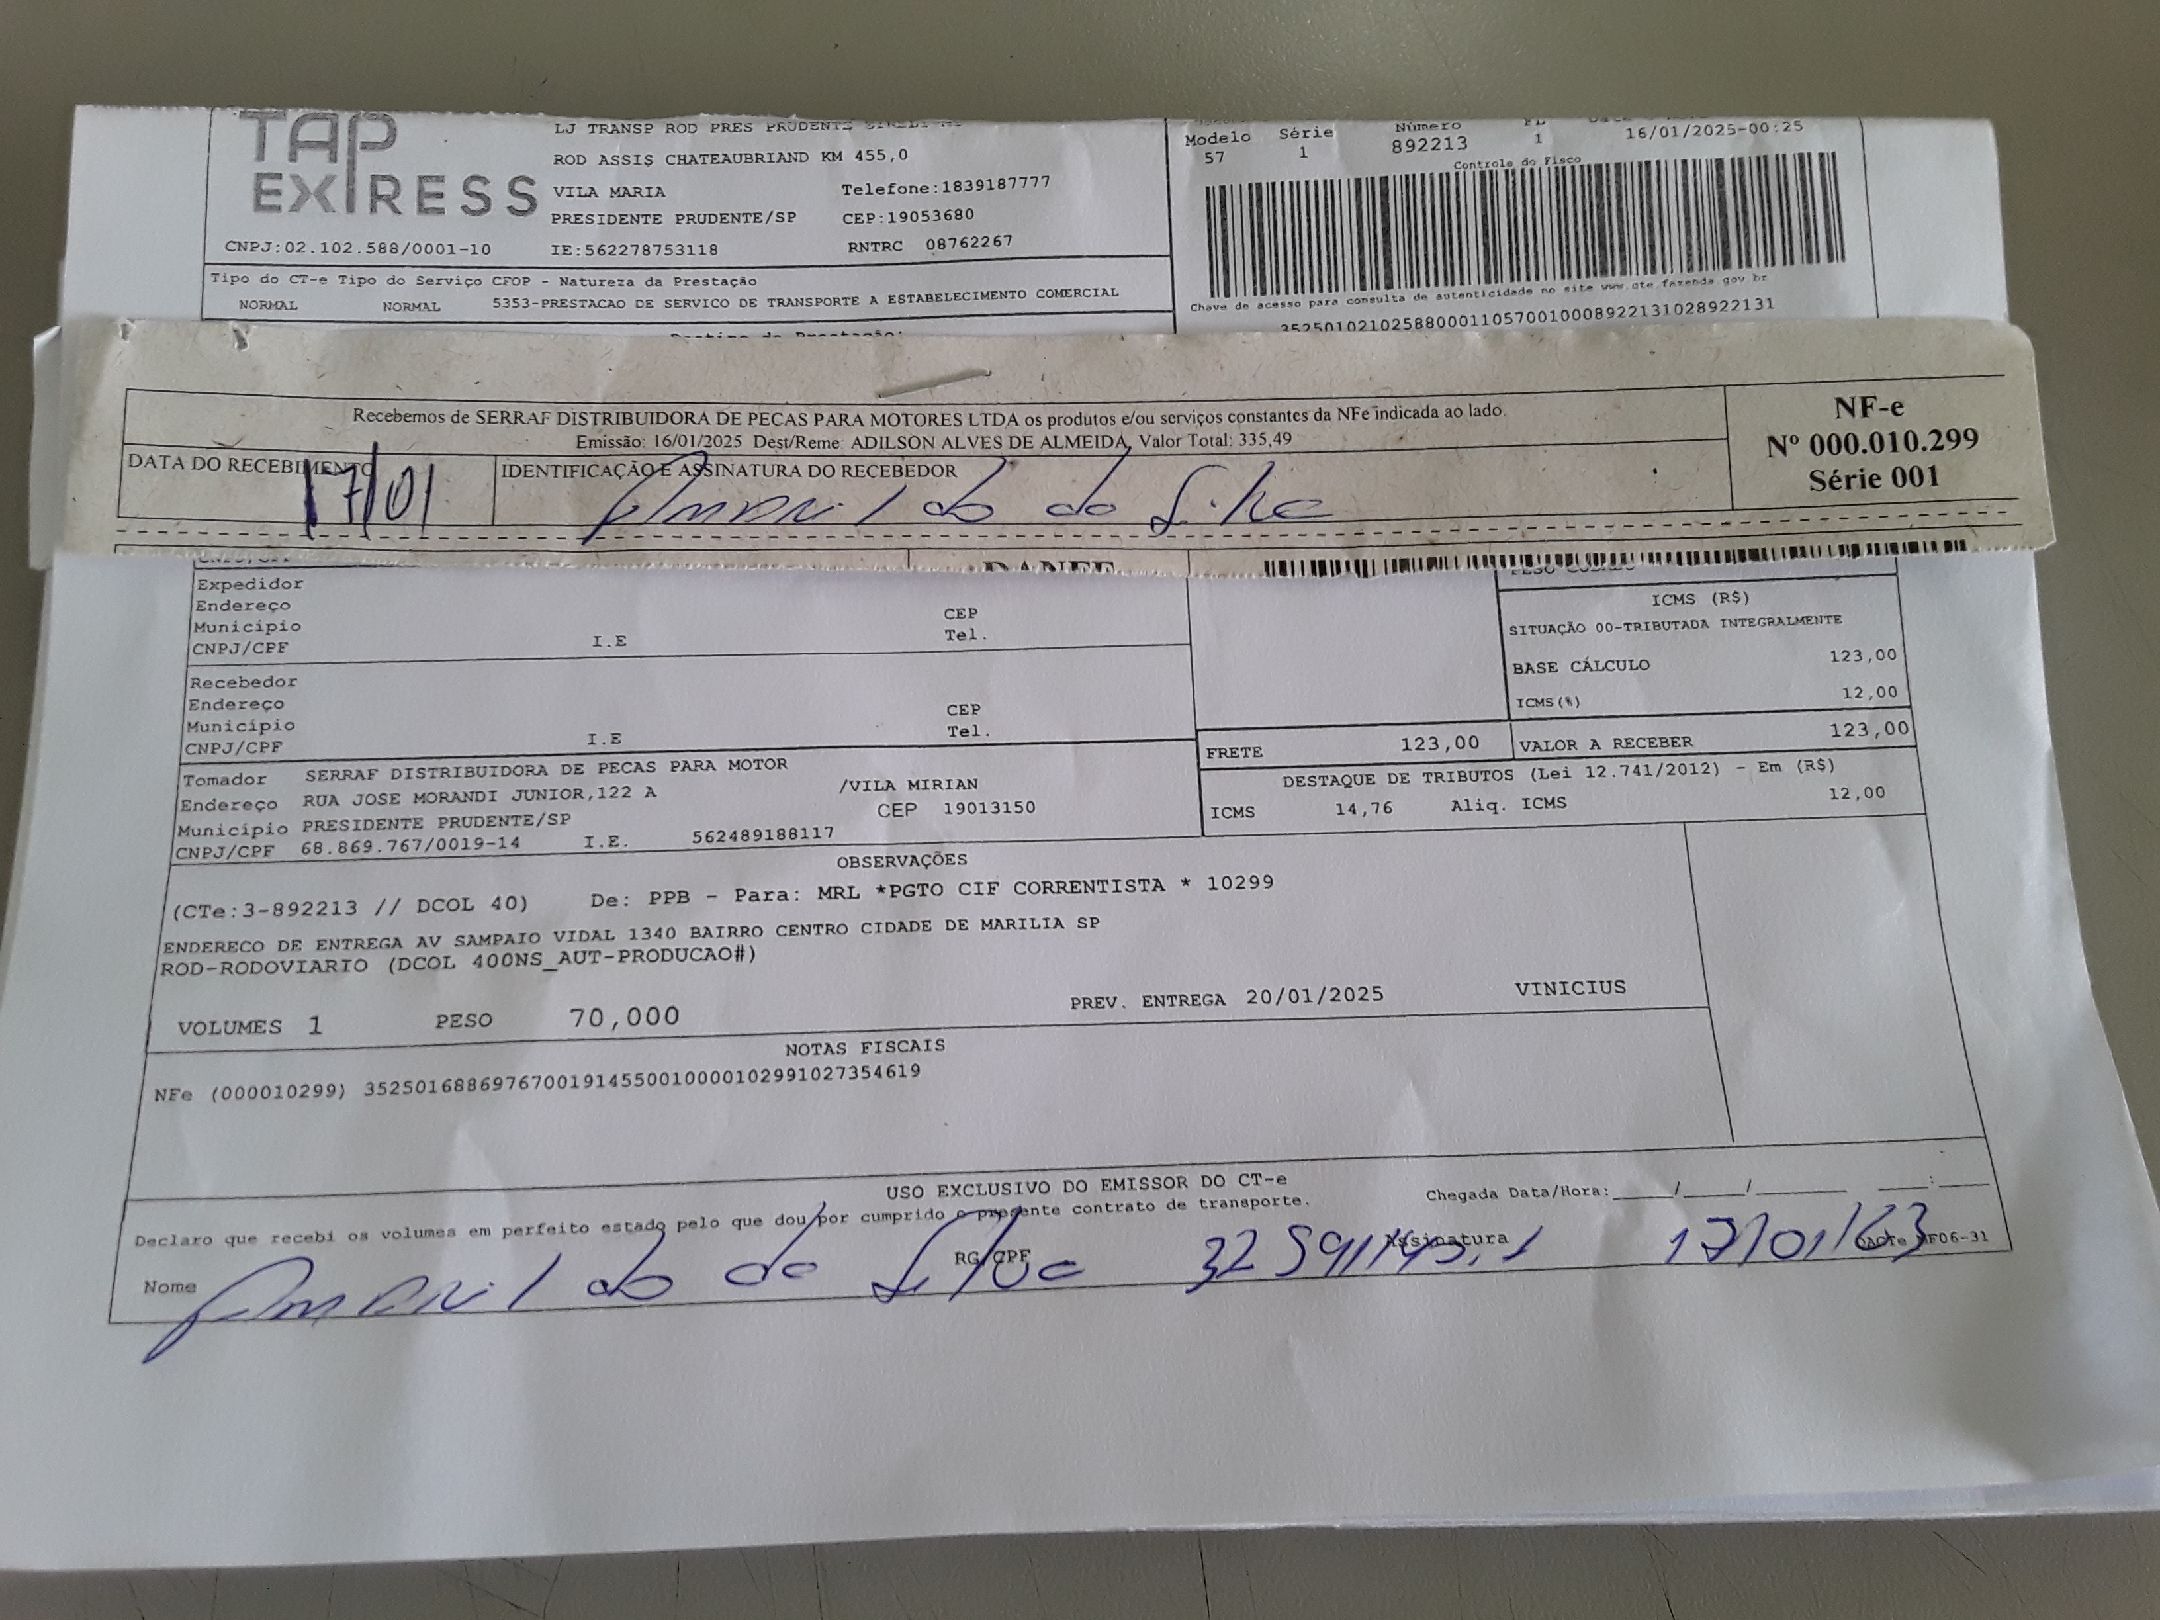 TAP
EXPRESS
LJ TRANSP ROD PRES PRUDENTE
ROD ASSIS CHATEAUBRIAND KM 455,0
VILA MARIA Telefone:1839187777
PRESIDENTE PRUDENTE/SP CEP:19053680
CNPJ:02.102.588/0001-10 IE:562278753118 RNTRC 08762267
Modelo Série Número FL
57 1 892213 1 16/01/2025-00:25
Controle do Fisco
Chave de acesso para consulta de autenticidade no site www.cte.fazenda.gov.br
35250102102588000110570010008922131028922131
Tipo do CT-e Tipo do Serviço CFOP - Natureza da Prestação
NORMAL NORMAL 5353-PRESTACAO DE SERVICO DE TRANSPORTE A ESTABELECIMENTO COMERCIAL
Recebemos de SERRAF DISTRIBUIDORA DE PECAS PARA MOTORES LTDA os produtos e/ou serviços constantes da NFe indicada ao lado.
Emissão: 16/01/2025 Dest/Reme: ADILSON ALVES DE ALMEIDA, Valor Total: 335,49
DATA DO RECEBIMENTO IDENTIFICAÇÃO E ASSINATURA DO RECEBEDOR
17/01
NF-e
Nº 000.010.299
Série 001
DANFE
Expedidor
Endereço CEP
Município Tel.
CNPJ/CPF I.E
Recebedor
Endereço CEP
Município Tel.
CNPJ/CPF I.E
ICMS (R$)
SITUAÇÃO 00-TRIBUTADA INTEGRALMENTE
BASE CÁLCULO 123,00
ICMS(%) 12,00
FRETE 123,00 VALOR A RECEBER 123,00
DESTAQUE DE TRIBUTOS (Lei 12.741/2012) - Em (R$)
ICMS 14,76 Aliq. ICMS 12,00
Tomador SERRAF DISTRIBUIDORA DE PECAS PARA MOTOR
Endereço RUA JOSE MORANDI JUNIOR,122 A /VILA MIRIAN
Município PRESIDENTE PRUDENTE/SP CEP 19013150
CNPJ/CPF 68.869.767/0019-14 I.E. 562489188117
OBSERVAÇÕES
(CTe:3-892213 // DCOL 40) De: PPB - Para: MRL *PGTO CIF CORRENTISTA * 10299
ENDERECO DE ENTREGA AV SAMPAIO VIDAL 1340 BAIRRO CENTRO CIDADE DE MARILIA SP
ROD-RODOVIARIO (DCOL 400NS_AUT-PRODUCAO#)
VOLUMES 1 PESO 70,000 PREV. ENTREGA 20/01/2025 VINICIUS
NOTAS FISCAIS
NFe (000010299) 35250168869767001914550010000102991027354619
USO EXCLUSIVO DO EMISSOR DO CT-e
Declaro que recebi os volumes em perfeito estado pelo que dou por cumprido o presente contrato de transporte.
Chegada Data/Hora:____/____/______ ___:___
Nome RG/CPF Assinatura